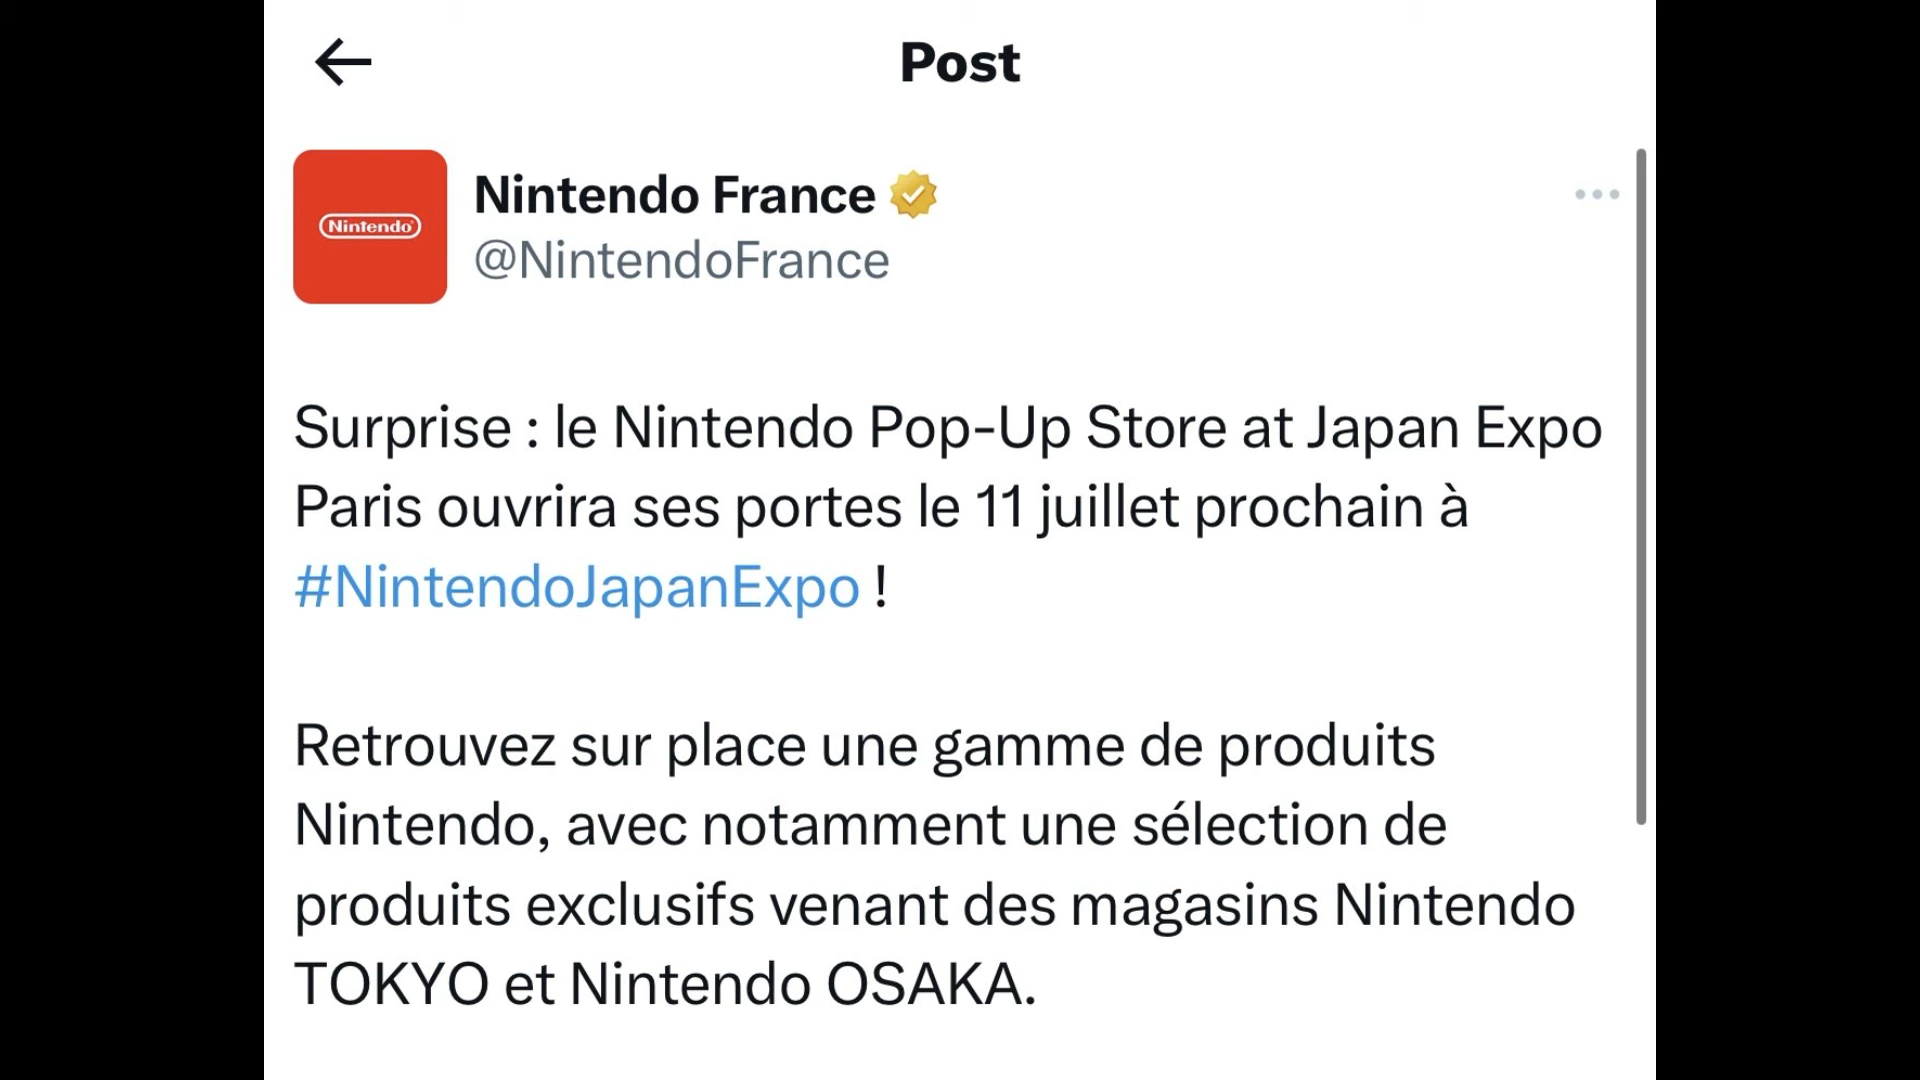 Post
Nintendo
Nintendo France
@NintendoFrance
Surprise : le Nintendo Pop-Up Store at Japan Expo
Paris ouvrira ses portes le 11 juillet prochain à
#NintendoJapanExpo !
Retrouvez sur place une gamme de produits
Nintendo, avec notamment une sélection de
produits exclusifs venant des magasins Nintendo
TOKYO et Nintendo OSAKA.